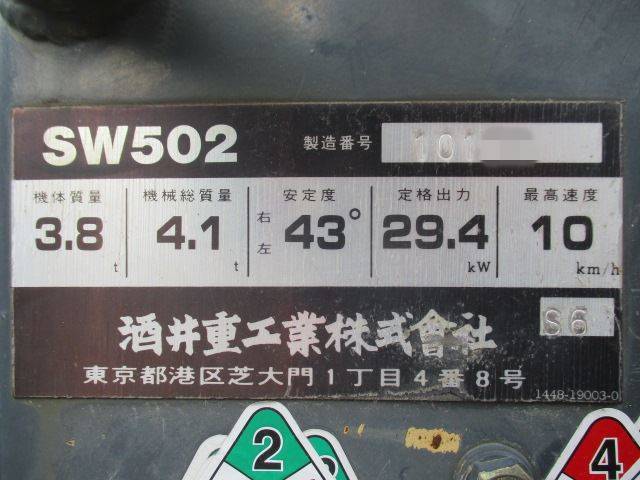 SW502 製造番号 101
機体質量 機械総質量 安定度 定格出力 最高速度
3.8 t 4.1 t 右 左 43° 29.4 kW 10 km/h
酒井重工業株式會社 S6
東京都港区芝大門1丁目4番8号 1448-19003-0
2 4